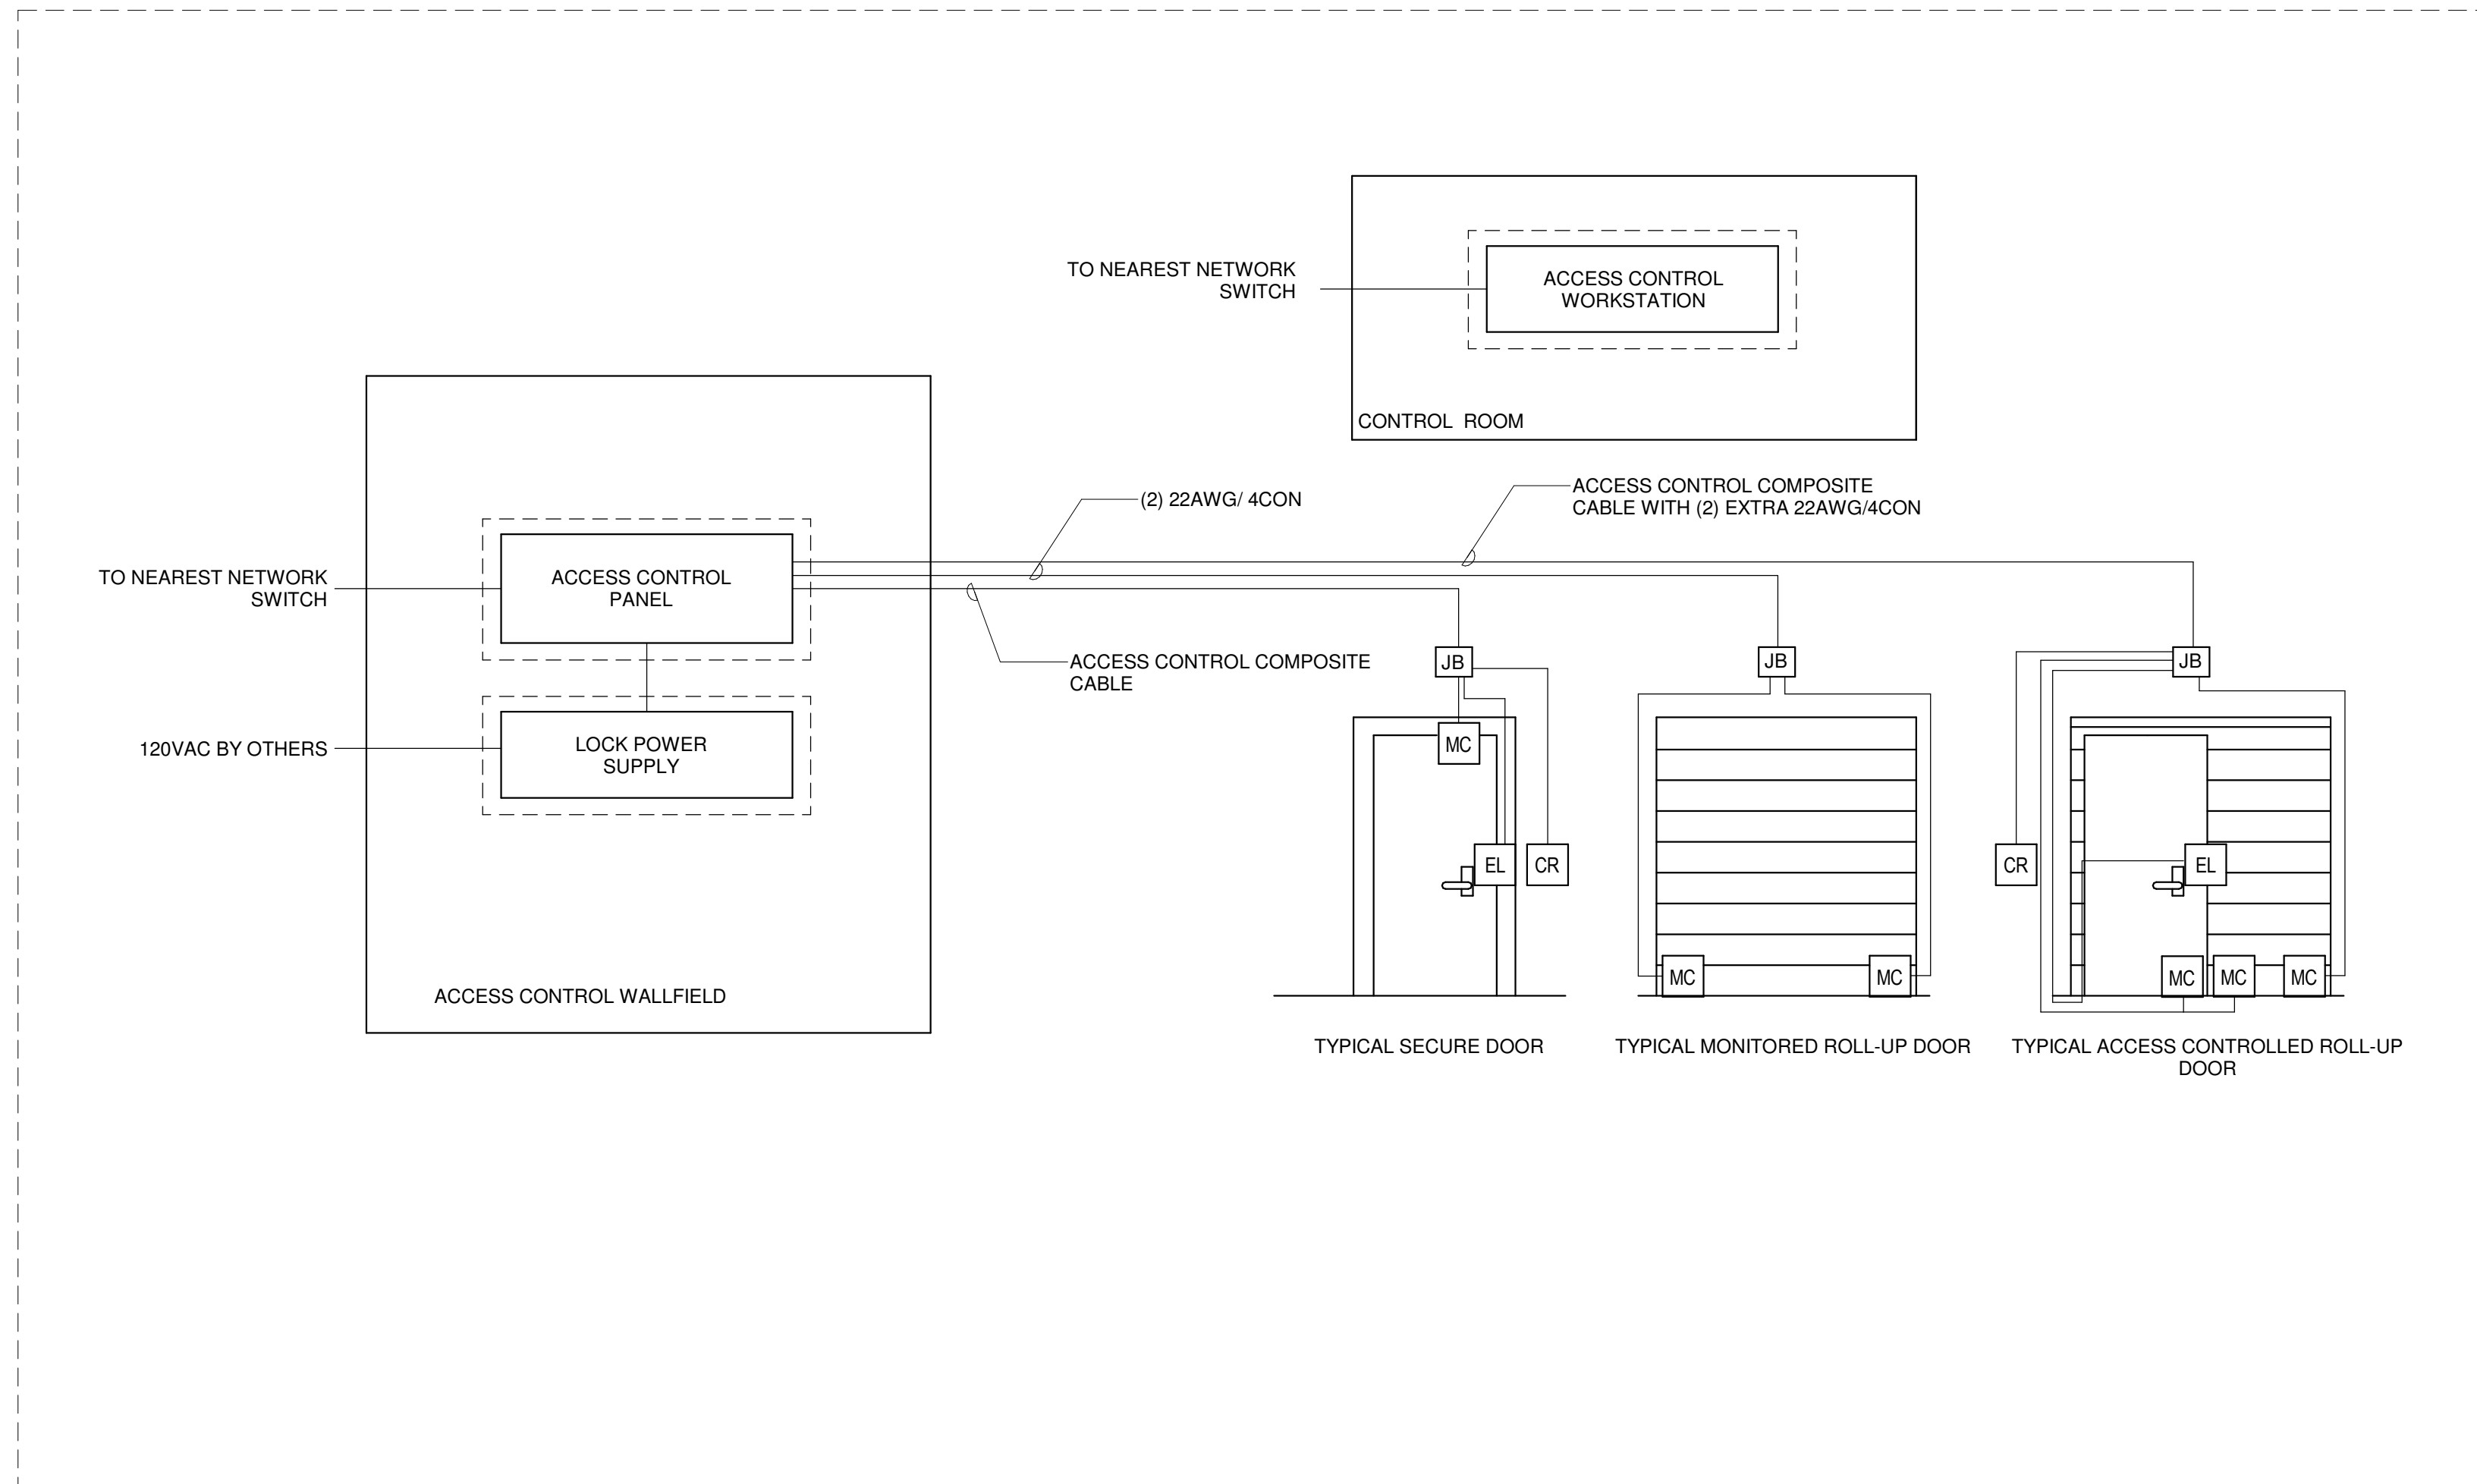 TO NEAREST NETWORK
SWITCH
ACCESS CONTROL
WORKSTATION
CONTROL  ROOM
(2) 22AWG/ 4CON
ACCESS CONTROL COMPOSITE
CABLE WITH (2) EXTRA 22AWG/4CON
TO NEAREST NETWORK
SWITCH
ACCESS CONTROL
PANEL
ACCESS CONTROL COMPOSITE
CABLE
120VAC BY OTHERS
LOCK POWER
SUPPLY
ACCESS CONTROL WALLFIELD
JB
MC
EL
CR
TYPICAL SECURE DOOR
JB
MC
MC
TYPICAL MONITORED ROLL-UP DOOR
JB
CR
EL
MC
MC
MC
TYPICAL ACCESS CONTROLLED ROLL-UP
DOOR